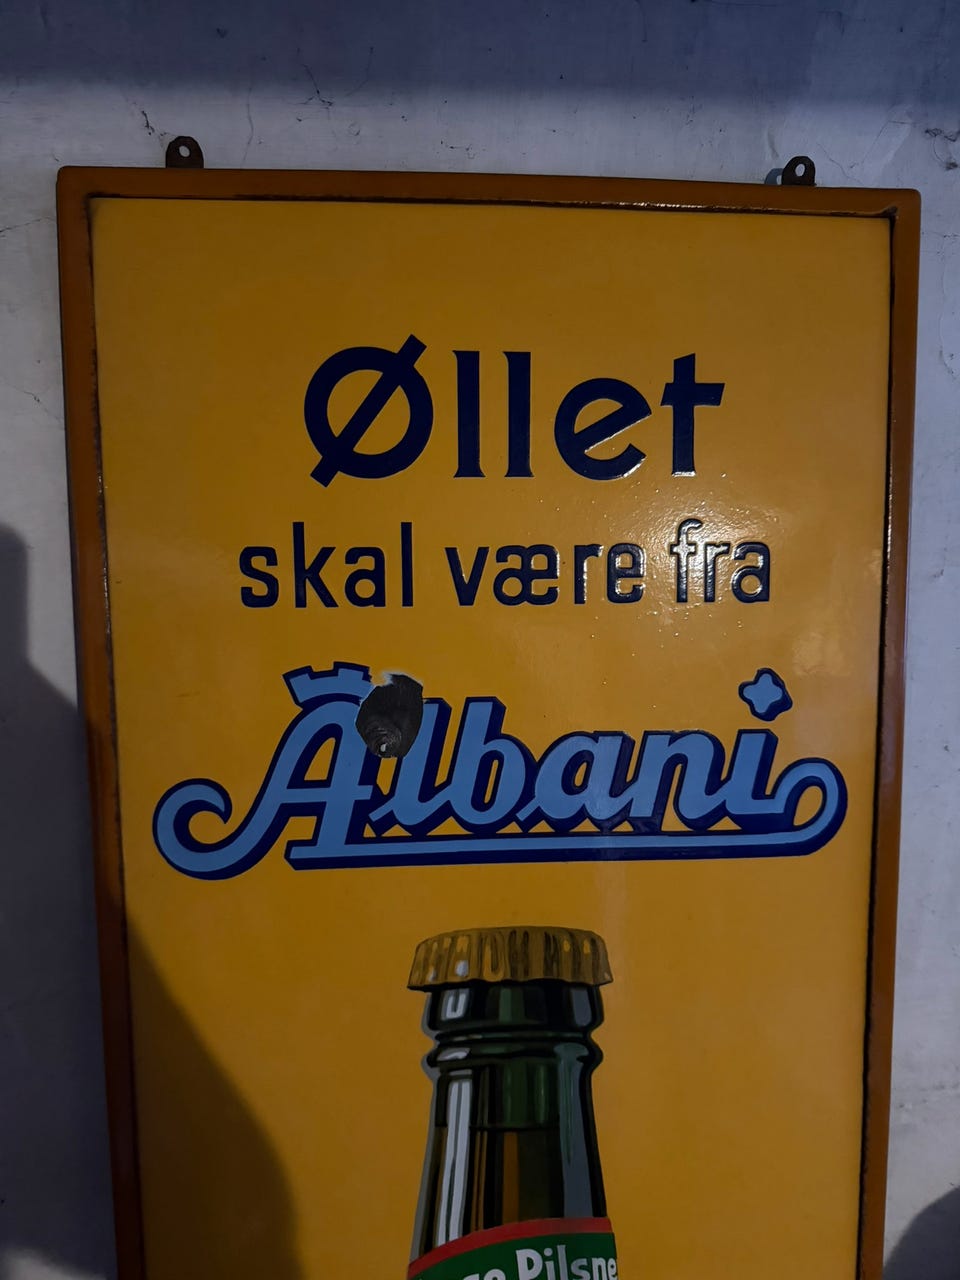 Øllet
skal være fra
Albani